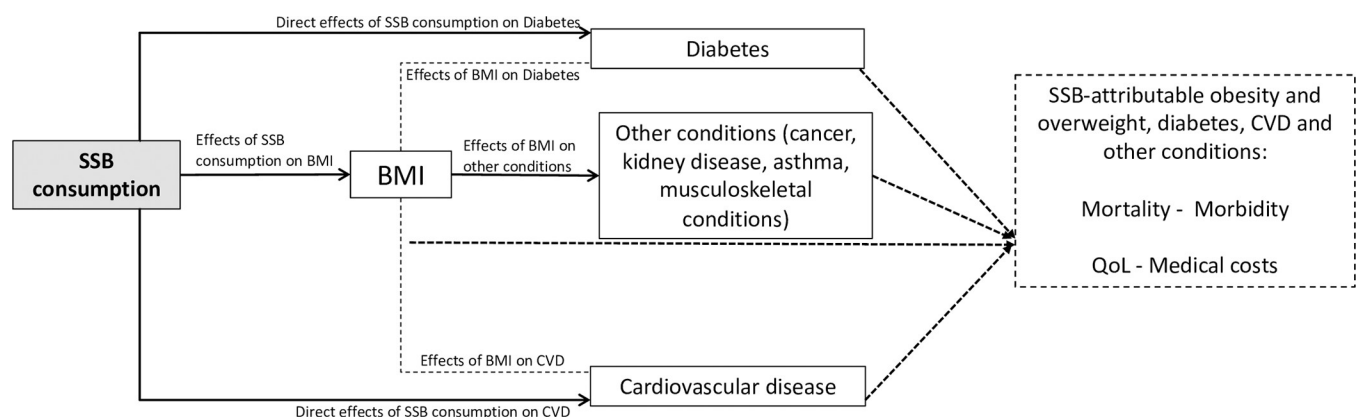 Direct effects of SSB consumption on Diabetes
Diabetes
Effects of BMI on Diabetes
SSB
consumption
Effects of SSB
consumption on BMI
BMI
Effects of BMI on
other conditions
Other conditions (cancer,
kidney disease, asthma,
musculoskeletal
conditions)
SSB-attributable obesity and
overweight, diabetes, CVD and
other conditions:
Mortality - Morbidity
QoL - Medical costs
Effects of BMI on CVD
Cardiovascular disease
Direct effects of SSB consumption on CVD